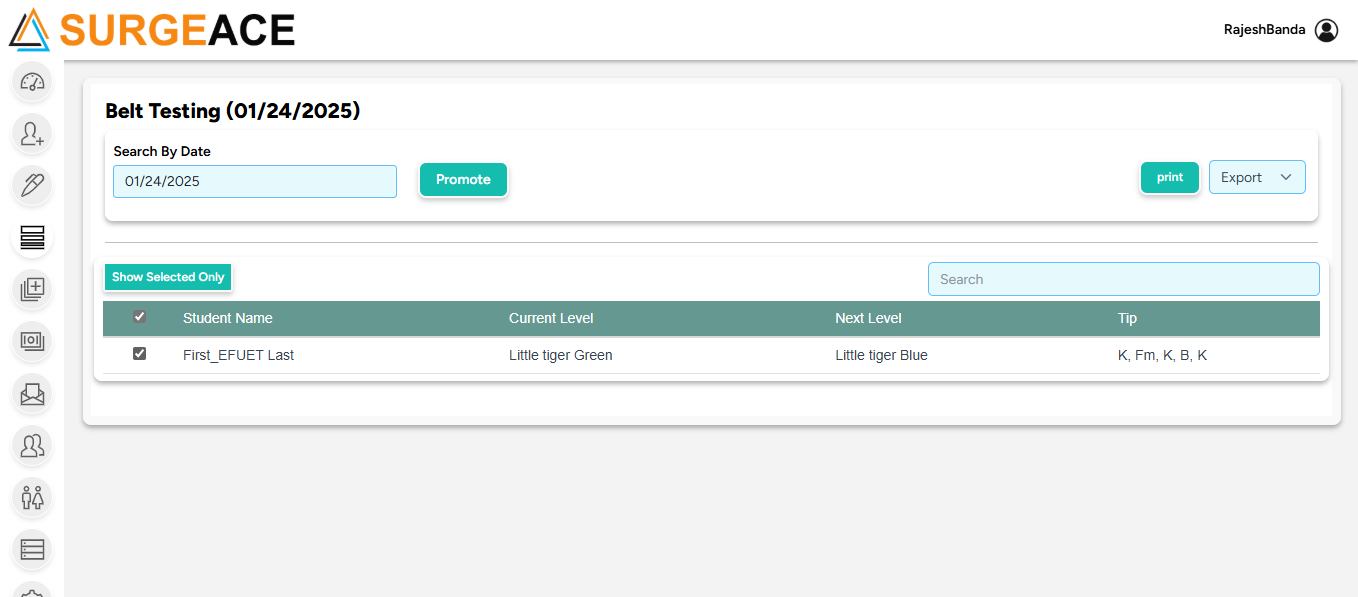 SURGEACE
RajeshBanda
Belt Testing (01/24/2025)
Search By Date
01/24/2025
Promote
print
Export
Show Selected Only
Search
Student Name Current Level Next Level Tip
First_EFUET Last Little tiger Green Little tiger Blue K, Fm, K, B, K